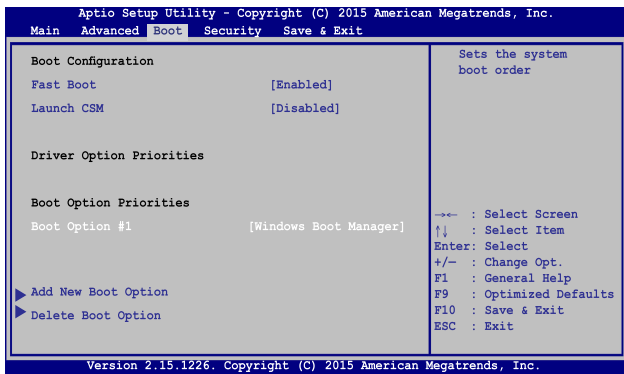 Aptio Setup Utility - Copyright (C) 2015 American Megatrends, Inc.
Main Advanced Boot Security Save & Exit
Boot Configuration
Fast Boot [Enabled]
Launch CSM [Disabled]
Driver Option Priorities
Boot Option Priorities
Boot Option #1 [Windows Boot Manager]
Add New Boot Option
Delete Boot Option
Sets the system
boot order
→← : Select Screen
↑↓ : Select Item
Enter: Select
+/— : Change Opt.
F1 : General Help
F9 : Optimized Defaults
F10 : Save & Exit
ESC : Exit
Version 2.15.1226. Copyright (C) 2015 American Megatrends, Inc.